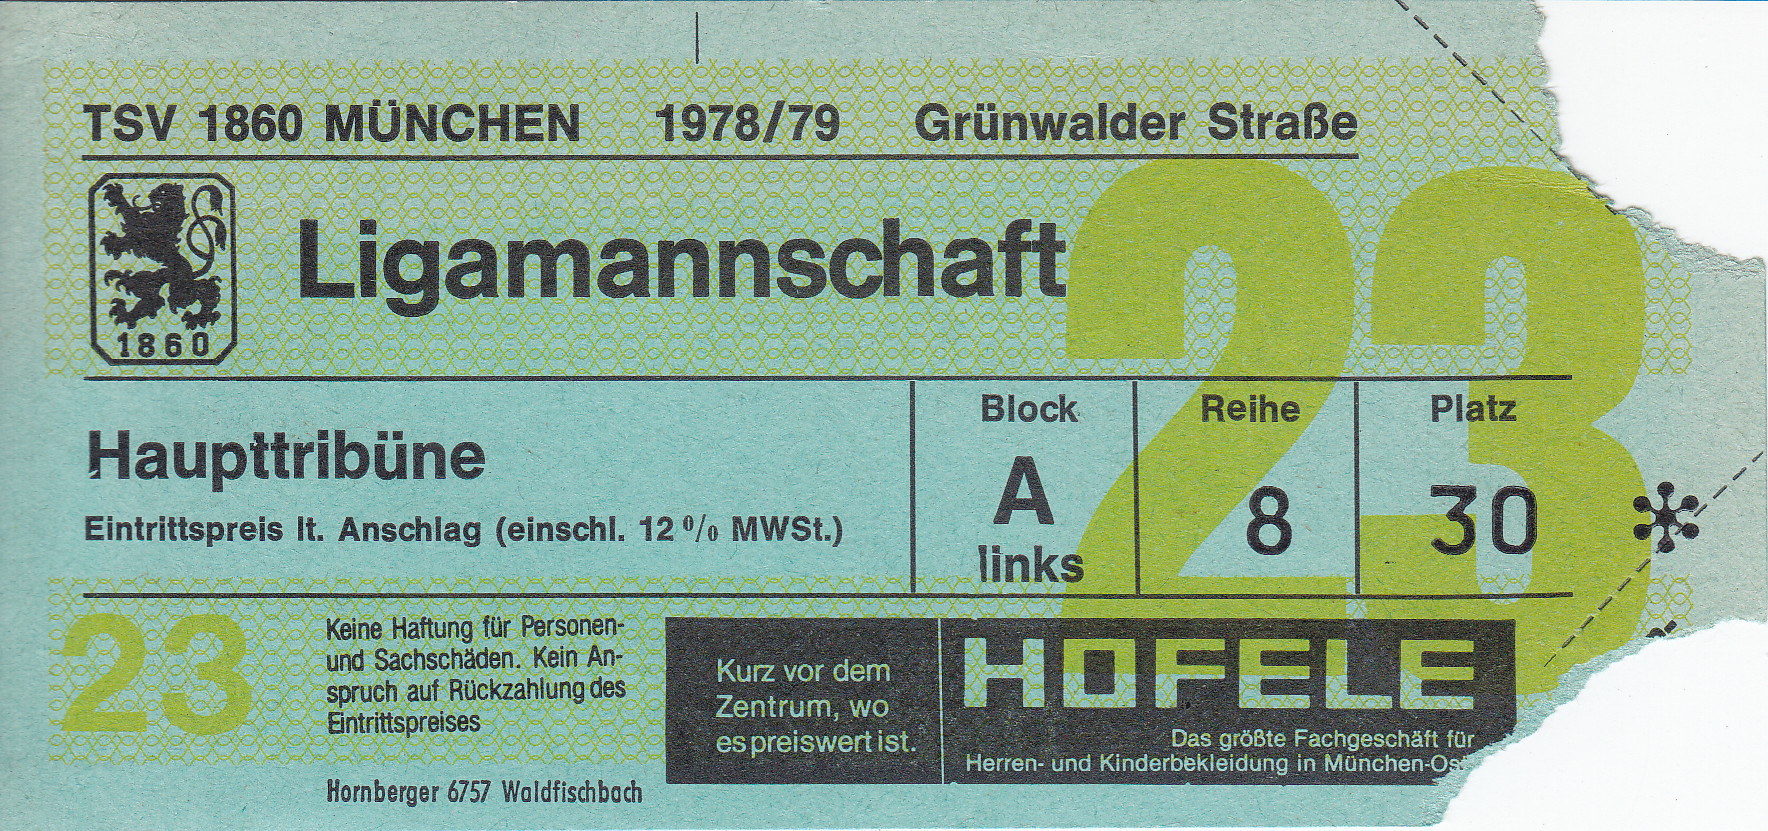 TSV 1860 MÜNCHEN 1978/79 Grünwalder Straße
1860
Ligamannschaft
23
Haupttribüne
Eintrittspreis lt. Anschlag (einschl. 12% MWSt.)
Block Reihe Platz
A 8 30
links
23
Keine Haftung für Personen-
und Sachschäden. Kein An-
spruch auf Rückzahlung des
Eintrittspreises
Hornberger 6757 Waldfischbach
Kurz vor dem
Zentrum, wo
es preiswert ist.
HÖFELE
Das größte Fachgeschäft für
Herren- und Kinderbekleidung in München-Os